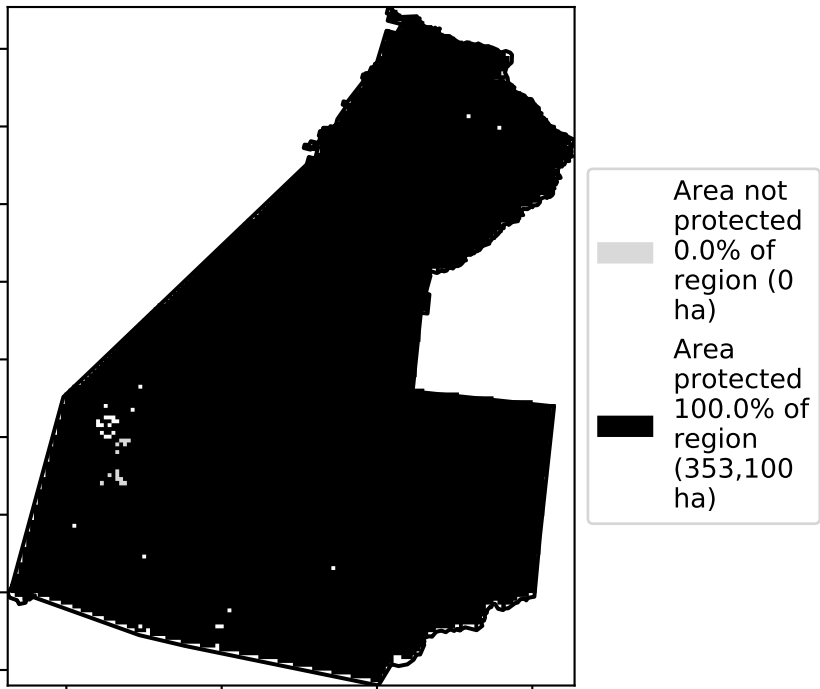 Area not
protected
0.0% of
region (0
ha)
Area
protected
100.0% of
region
(353,100
ha)